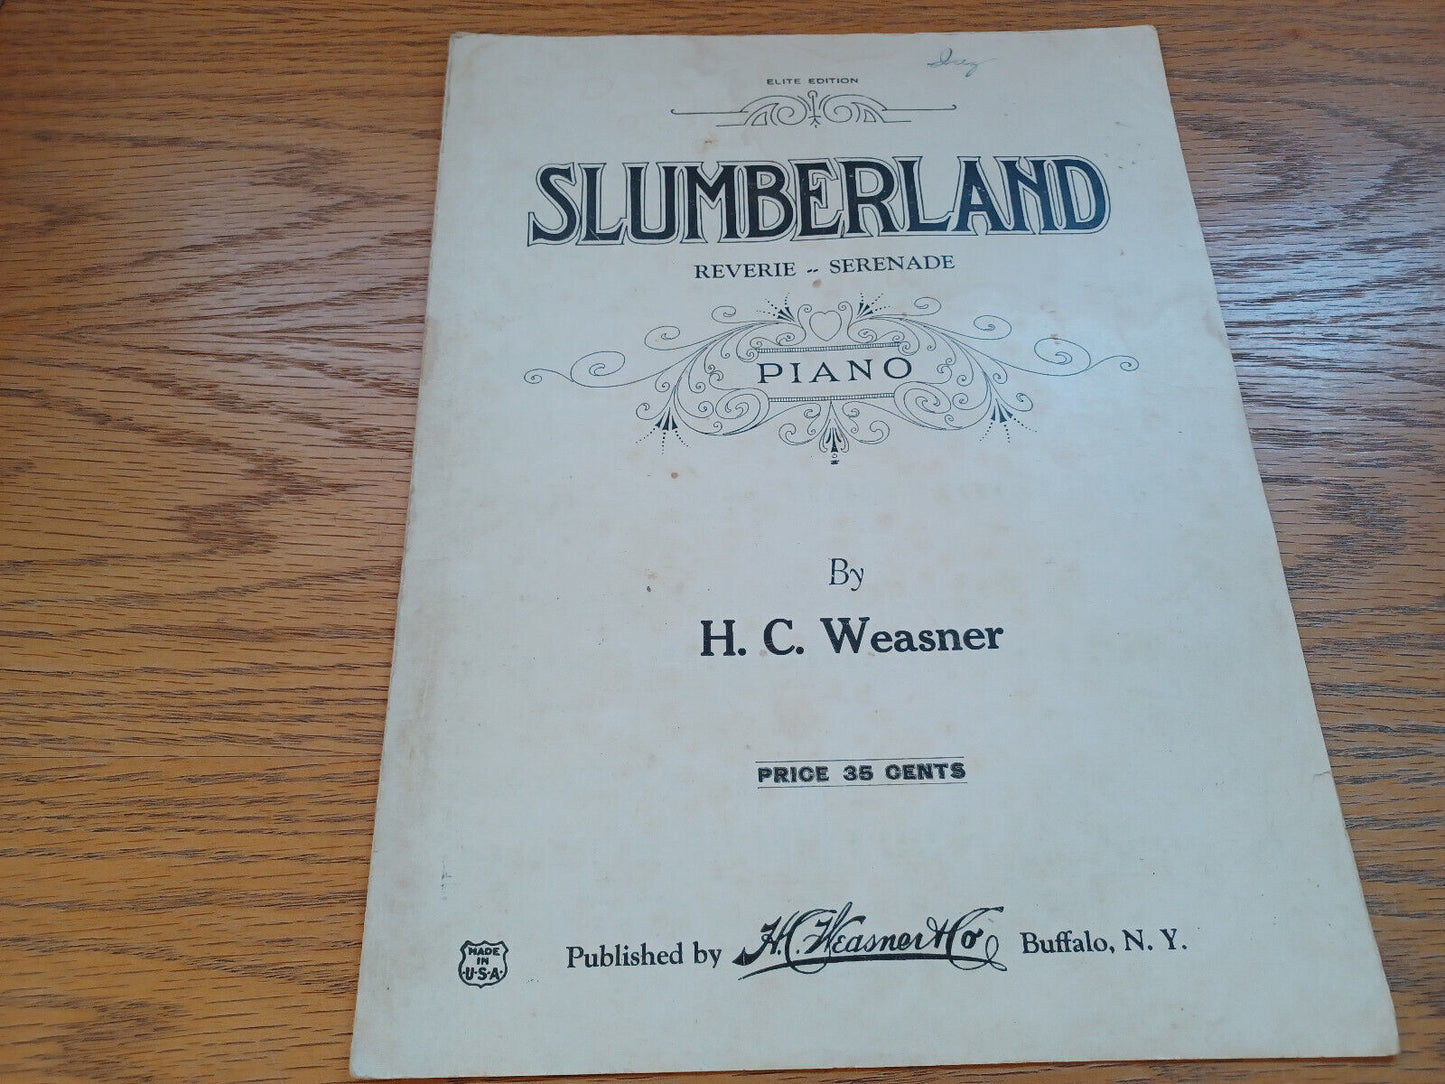 ELITE EDITION
SLUMBERLAND
REVERIE -- SERENADE
PIANO
By
H. C. Weasner
PRICE 35 CENTS
MADE
IN
U·S·A·
Published by H. C. Weasner & Co Buffalo, N. Y.